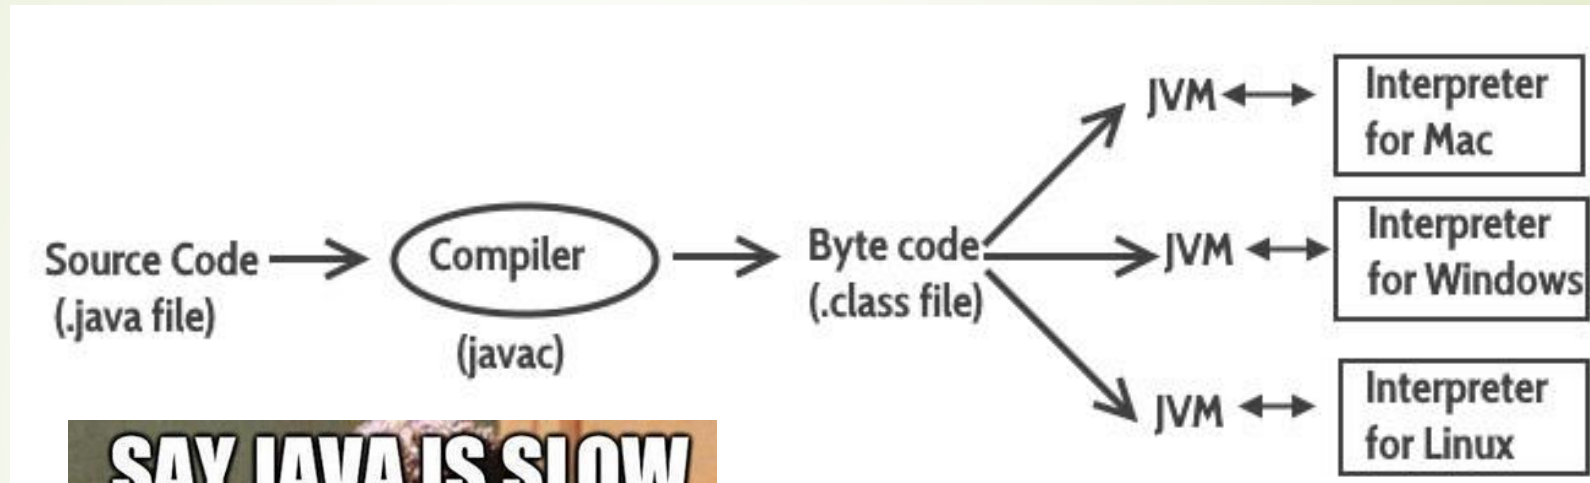 Source Code
(.java file)
Compiler
(javac)
Byte code
(.class file)
JVM
Interpreter
for Mac
JVM
Interpreter
for Windows
JVM
Interpreter
for Linux
SAY JAVA IS SLOW